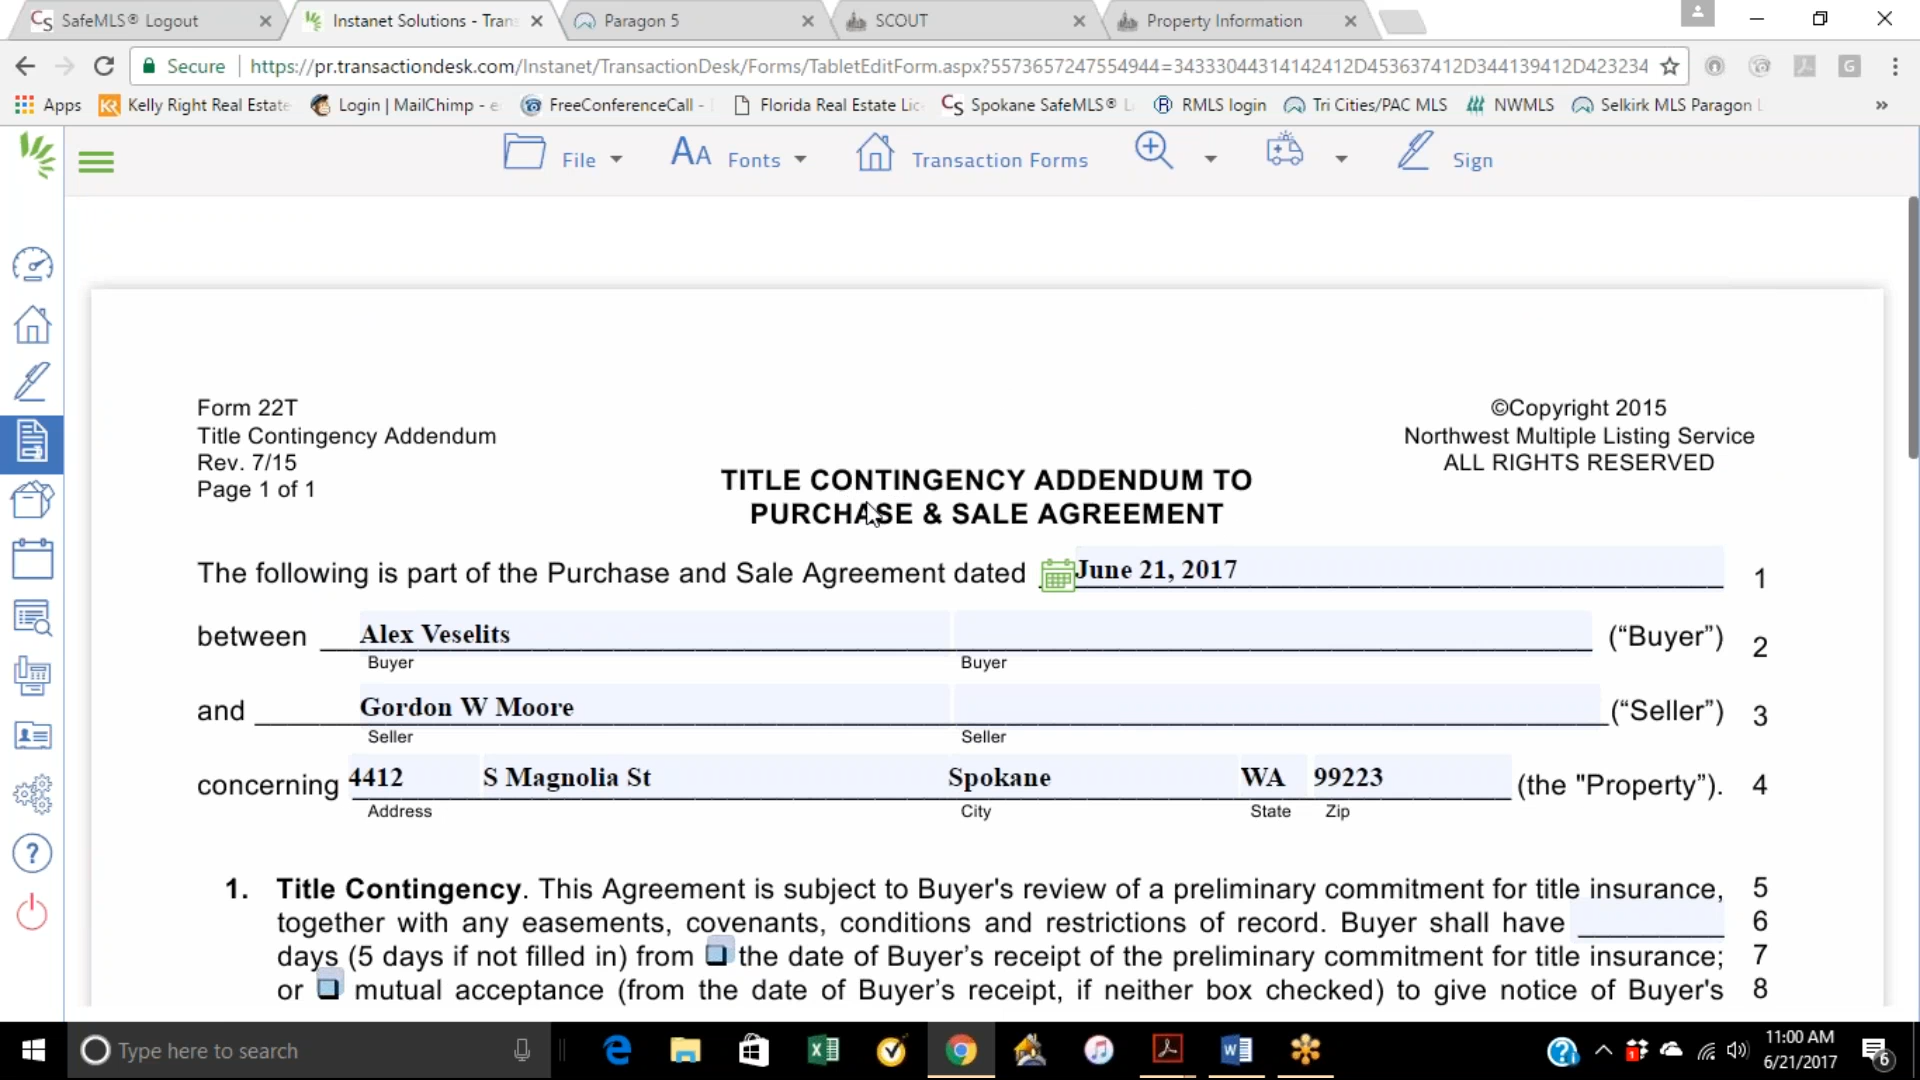 SafeMLS® Logout
Instanet Solutions - Tran
Paragon 5
SCOUT
Property Information
Secure https://pr.transactiondesk.com/Instanet/TransactionDesk/Forms/TabletEditForm.aspx?5573657247554944=34333044314142412D453637412D344139412D423234
Apps
Kelly Right Real Estate
Login | MailChimp - e
FreeConferenceCall -
Florida Real Estate Lic
Spokane SafeMLS® L
RMLS login
Tri Cities/PAC MLS
NWMLS
Selkirk MLS Paragon L
»
File
AA Fonts
Transaction Forms
Sign
Form 22T
Title Contingency Addendum
Rev. 7/15
Page 1 of 1
©Copyright 2015
Northwest Multiple Listing Service
ALL RIGHTS RESERVED
TITLE CONTINGENCY ADDENDUM TO
PURCHASE & SALE AGREEMENT
The following is part of the Purchase and Sale Agreement dated June 21, 2017 1
between Alex Veselits (“Buyer”) 2
Buyer Buyer
and Gordon W Moore (“Seller”) 3
Seller Seller
concerning 4412 S Magnolia St Spokane WA 99223 (the "Property"). 4
Address City State Zip
1. Title Contingency. This Agreement is subject to Buyer's review of a preliminary commitment for title insurance, 5
together with any easements, covenants, conditions and restrictions of record. Buyer shall have 6
days (5 days if not filled in) from the date of Buyer’s receipt of the preliminary commitment for title insurance; 7
or mutual acceptance (from the date of Buyer’s receipt, if neither box checked) to give notice of Buyer's 8
Type here to search
11:00 AM
6/21/2017
6